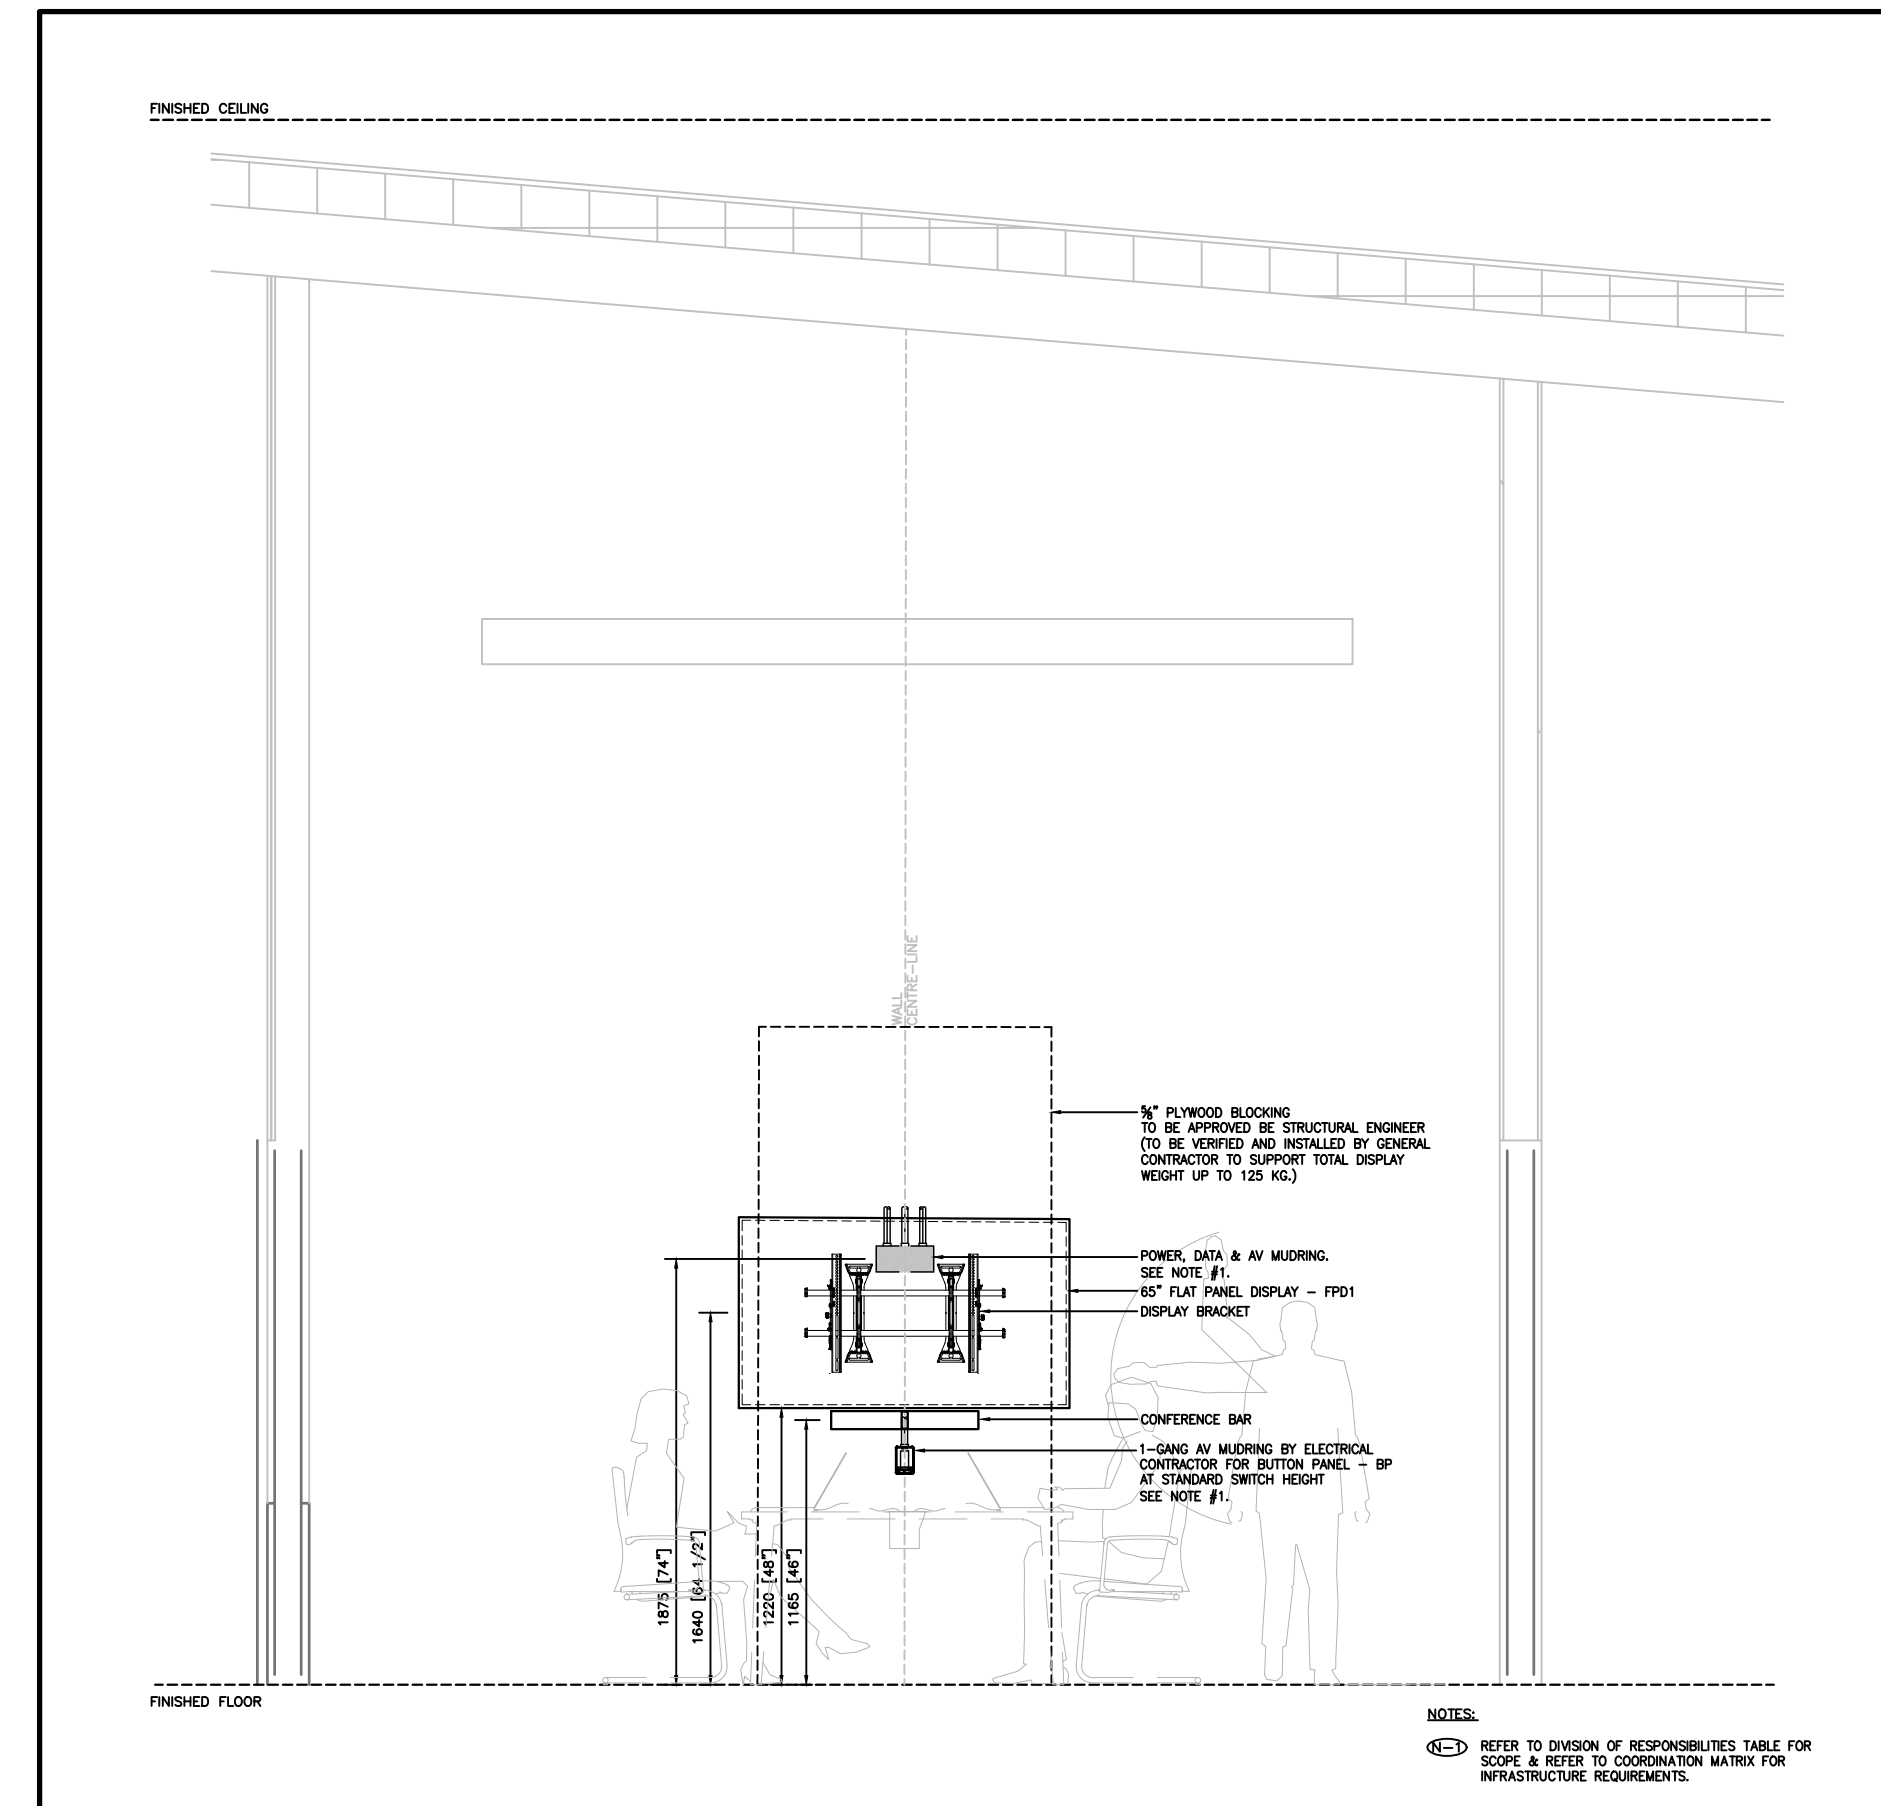 FINISHED CEILING
WALL
CENTRE-LINE
⅝" PLYWOOD BLOCKING
TO BE APPROVED BE STRUCTURAL ENGINEER
(TO BE VERIFIED AND INSTALLED BY GENERAL
CONTRACTOR TO SUPPORT TOTAL DISPLAY
WEIGHT UP TO 125 KG.)
POWER, DATA & AV MUDRING.
SEE NOTE #1.
65" FLAT PANEL DISPLAY - FPD1
DISPLAY BRACKET
CONFERENCE BAR
1-GANG AV MUDRING BY ELECTRICAL
CONTRACTOR FOR BUTTON PANEL - BP
AT STANDARD SWITCH HEIGHT
SEE NOTE #1.
1875 [74"]
1640 [64 1/2"]
1220 [48"]
1165 [46"]
FINISHED FLOOR
NOTES:
N-1 REFER TO DIVISION OF RESPONSIBILITIES TABLE FOR
SCOPE & REFER TO COORDINATION MATRIX FOR
INFRASTRUCTURE REQUIREMENTS.